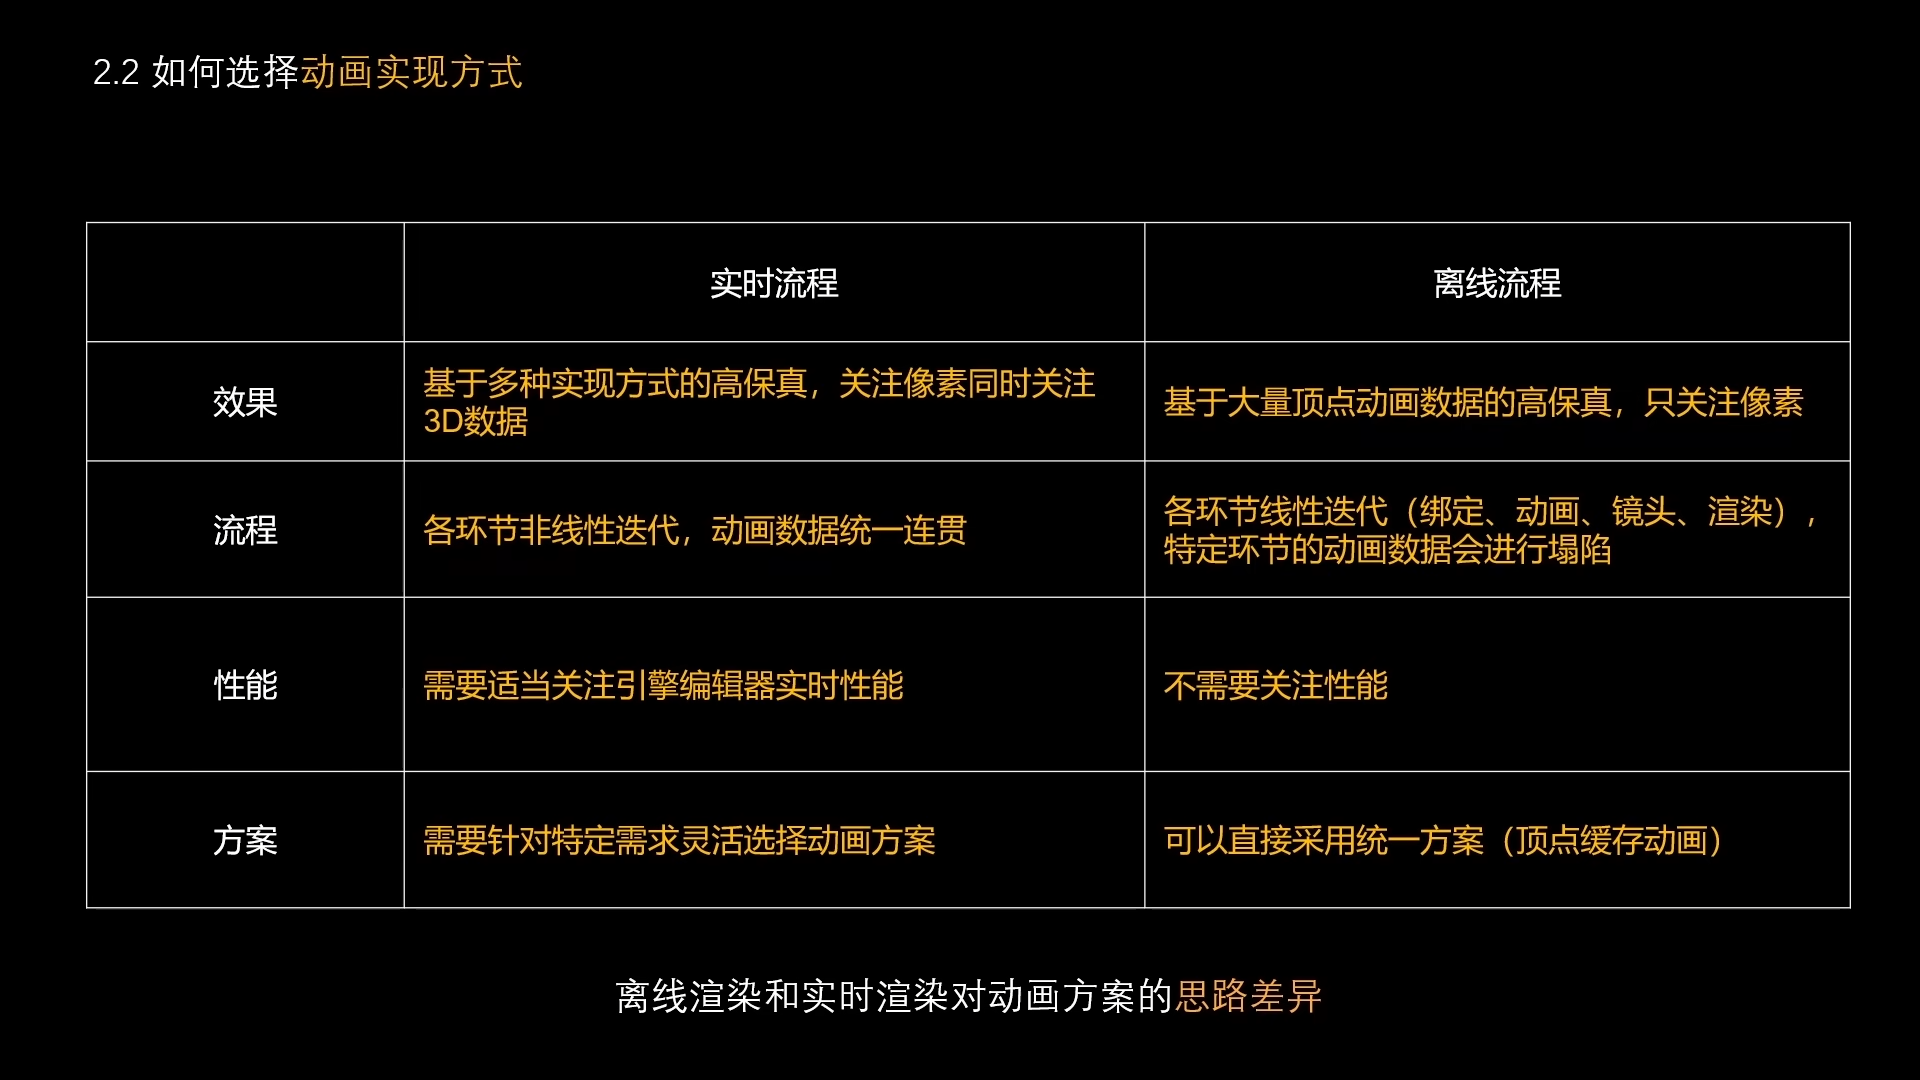 2.2 如何选择动画实现方式
实时流程
离线流程
效果
基于多种实现方式的高保真，关注像素同时关注
3D数据
基于大量顶点动画数据的高保真，只关注像素
流程
各环节非线性迭代，动画数据统一连贯
各环节线性迭代（绑定、动画、镜头、渲染），
特定环节的动画数据会进行塌陷
性能
需要适当关注引擎编辑器实时性能
不需要关注性能
方案
需要针对特定需求灵活选择动画方案
可以直接采用统一方案（顶点缓存动画）
离线渲染和实时渲染对动画方案的思路差异